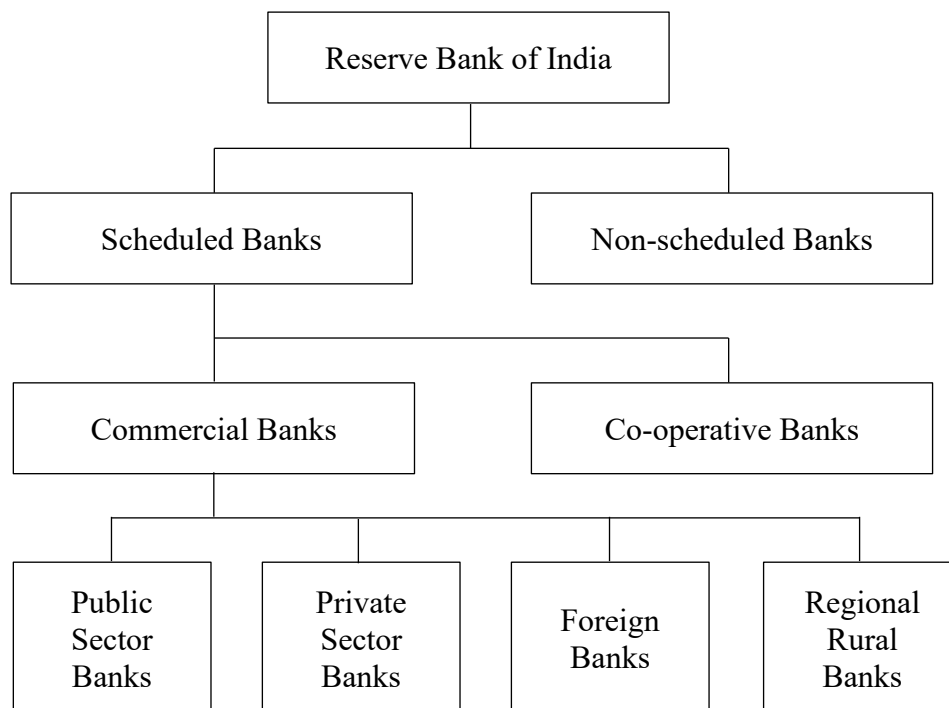 Reserve Bank of India
Scheduled Banks
Non-scheduled Banks
Commercial Banks
Co-operative Banks
Public
Sector
Banks
Private
Sector
Banks
Foreign
Banks
Regional
Rural
Banks